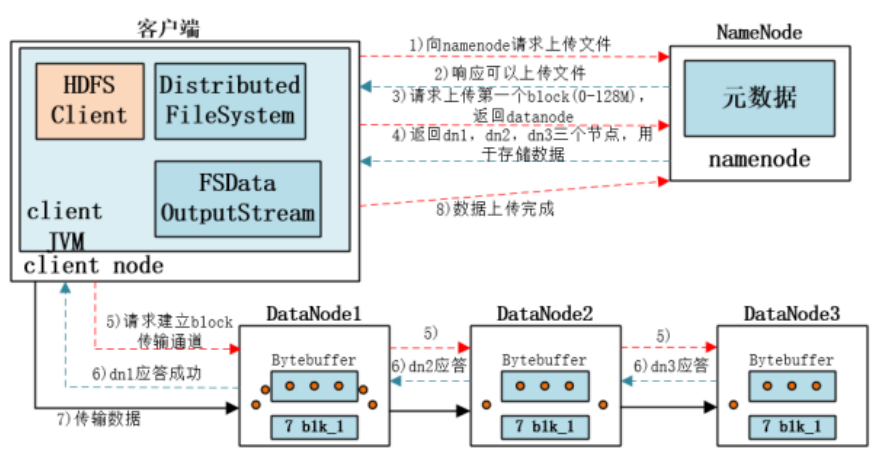 客户端
NameNode
HDFS
Client
Distributed
FileSystem
FSData
OutputStream
client
JVM
client node
1)向namenode请求上传文件
2)响应可以上传文件
3)请求上传第一个block(0-128M)，
返回datanode
4)返回dn1，dn2，dn3三个节点，用
于存储数据
8)数据上传完成
元数据
namenode
5)请求建立block
传输通道
6)dn1应答成功
7)传输数据
DataNode1
Bytebuffer
7 blk_1
5)
6)dn2应答
DataNode2
Bytebuffer
7 blk_1
5)
6)dn3应答
DataNode3
Bytebuffer
7 blk_1